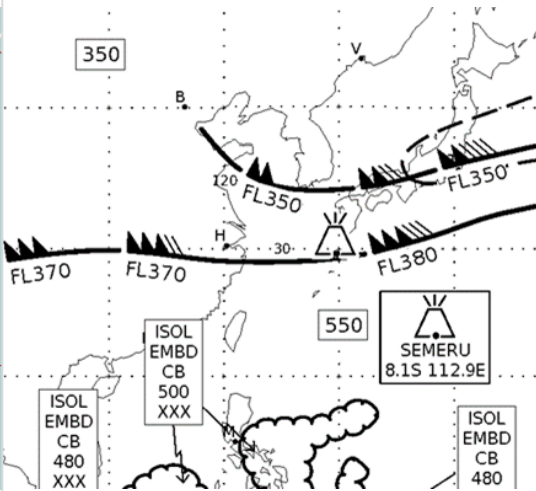 350
V
B
120
FL350
FL350
H
30
FL370
FL370
FL380
550
SEMERU
8.1S 112.9E
ISOL
EMBD
CB
500
XXX
ISOL
EMBD
CB
480
XXX
M
ISOL
EMBD
CB
480